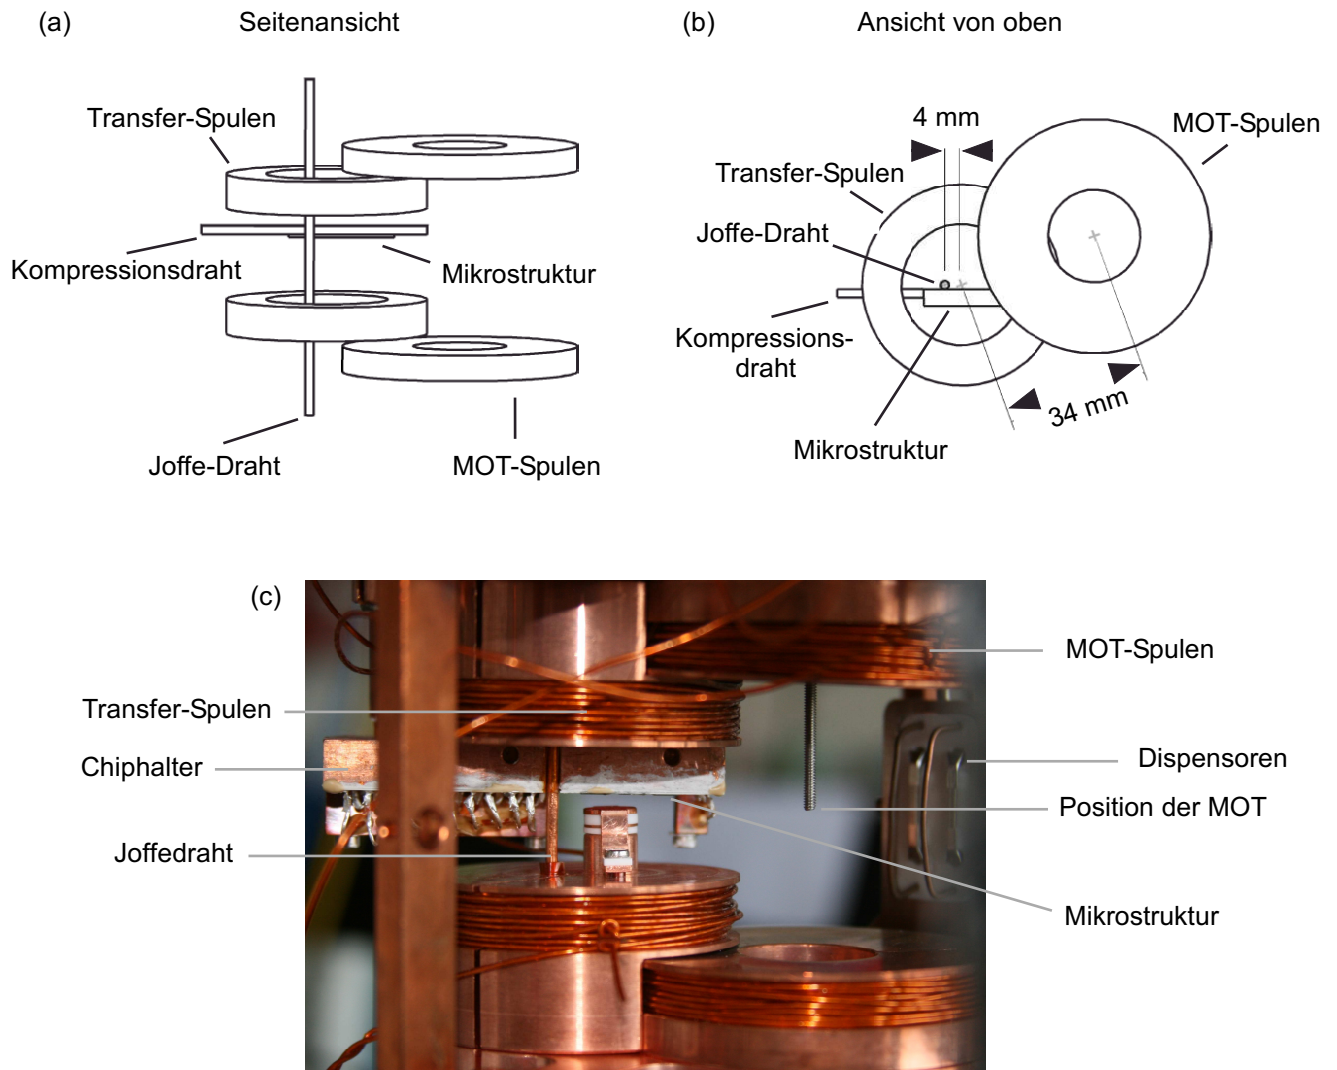 (a)
Seitenansicht
Transfer-Spulen
Kompressionsdraht
Mikrostruktur
Joffe-Draht
MOT-Spulen
(b)
Ansicht von oben
4 mm
MOT-Spulen
Transfer-Spulen
Joffe-Draht
Kompressions-
draht
34 mm
Mikrostruktur
(c)
MOT-Spulen
Transfer-Spulen
Chiphalter
Dispensoren
Position der MOT
Joffedraht
Mikrostruktur